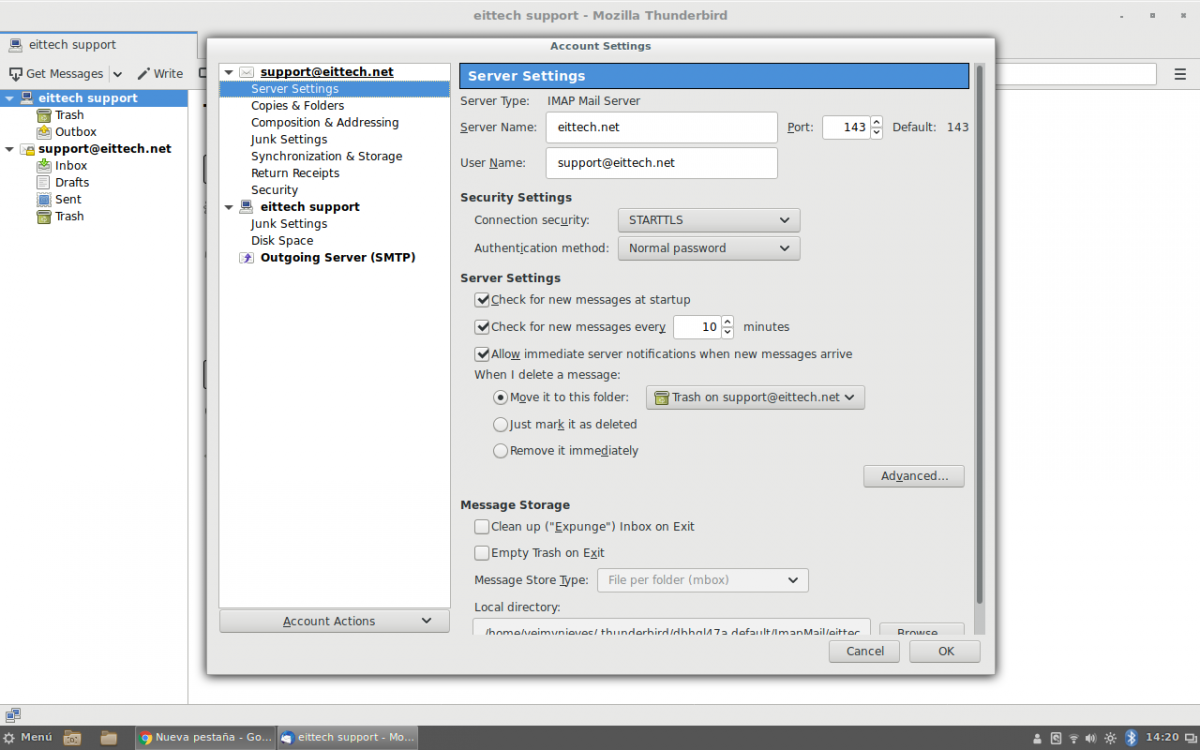 eittech support - Mozilla Thunderbird
eittech support
Get Messages
Write
eittech support
Trash
Outbox
support@eittech.net
Inbox
Drafts
Sent
Trash
Account Settings
support@eittech.net
Server Settings
Copies & Folders
Composition & Addressing
Junk Settings
Synchronization & Storage
Return Receipts
Security
eittech support
Junk Settings
Disk Space
Outgoing Server (SMTP)
Account Actions
Server Settings
Server Type: IMAP Mail Server
Server Name: eittech.net Port: 143 Default: 143
User Name: support@eittech.net
Security Settings
Connection security: STARTTLS
Authentication method: Normal password
Server Settings
Check for new messages at startup
Check for new messages every 10 minutes
Allow immediate server notifications when new messages arrive
When I delete a message:
Move it to this folder: Trash on support@eittech.net
Just mark it as deleted
Remove it immediately
Advanced...
Message Storage
Clean up ("Expunge") Inbox on Exit
Empty Trash on Exit
Message Store Type: File per folder (mbox)
Local directory:
Browse
Cancel OK
Menú
Nueva pestaña - Go...
eittech support - Mo...
14:20